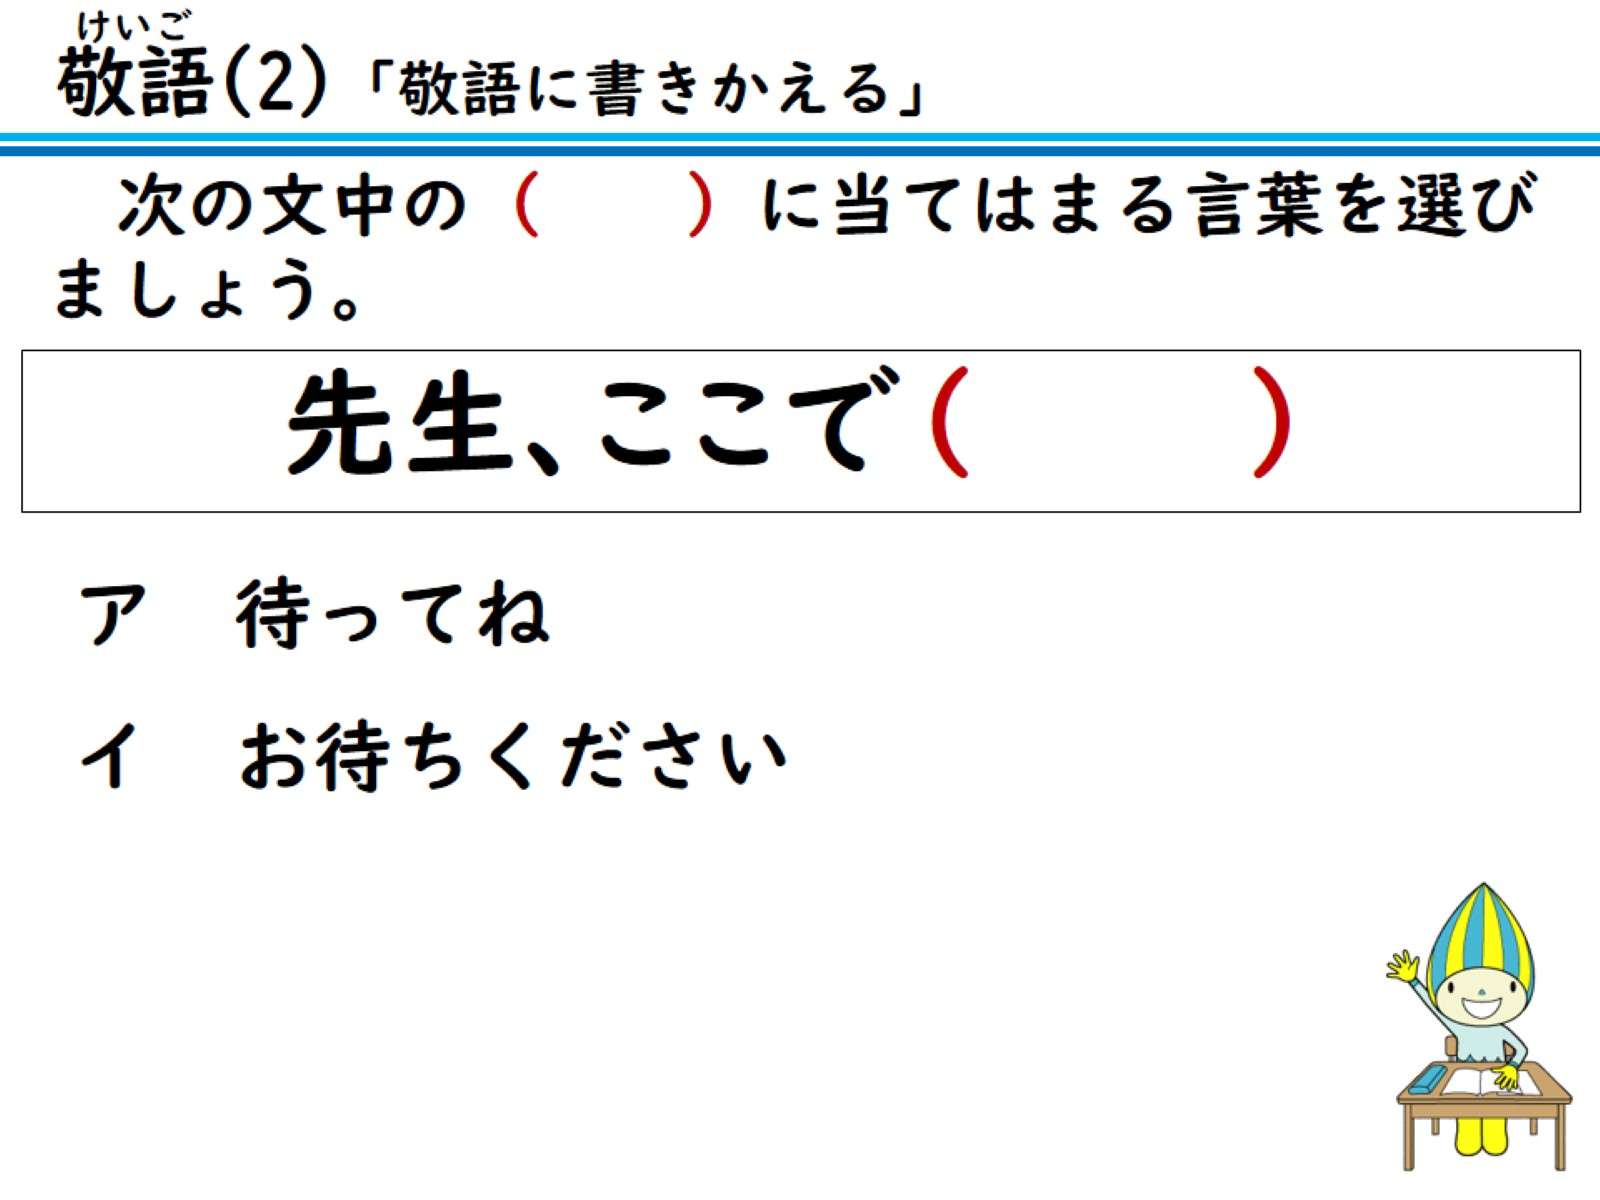 けいご
敬語(2)「敬語に書きかえる」
次の文中の(　　)に当てはまる言葉を選び
ましょう。
先生、ここで(　　　)
ア　待ってね
イ　お待ちください